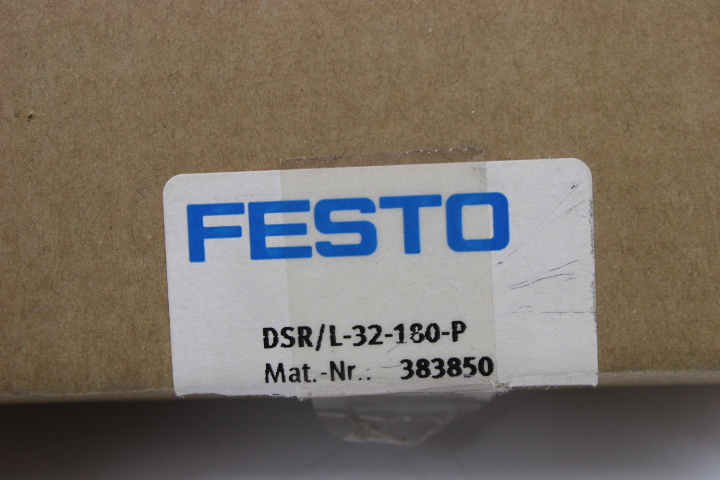 FESTO
DSR/L-32-180-P
Mat.-Nr.: 383850